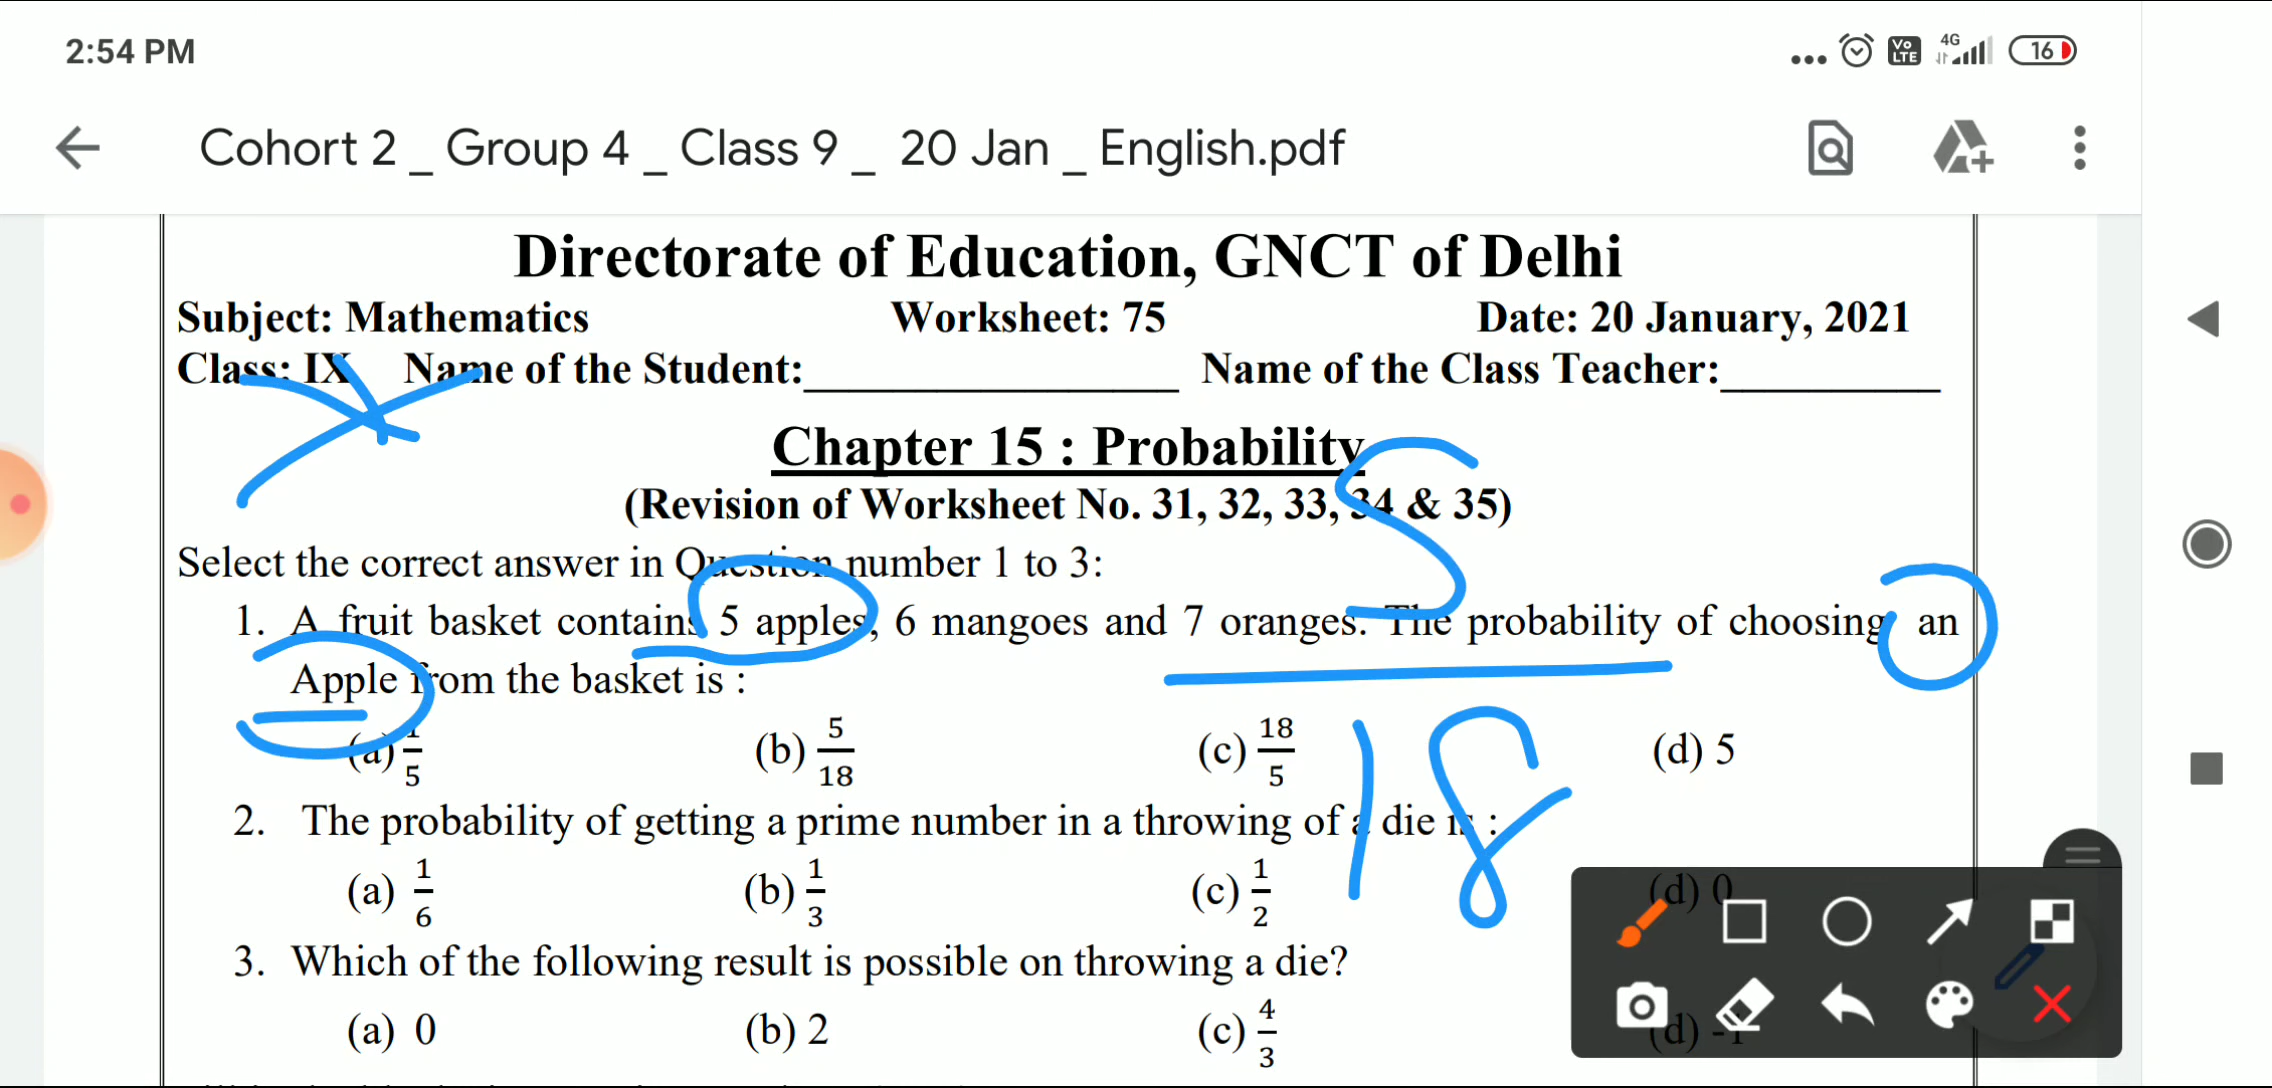 2:54 PM
Vo LTE 4G 16
Cohort 2 _ Group 4 _ Class 9 _ 20 Jan _ English.pdf
Directorate of Education, GNCT of Delhi
Subject: Mathematics Worksheet: 75 Date: 20 January, 2021
Class: IX Name of the Student:________________ Name of the Class Teacher:__________
Chapter 15 : Probability
(Revision of Worksheet No. 31, 32, 33, 34 & 35)
Select the correct answer in Question number 1 to 3:
1. A fruit basket contains 5 apples, 6 mangoes and 7 oranges. The probability of choosing an
Apple from the basket is :
(a) 1/5 (b) 5/18 (c) 18/5 (d) 5
5
18
2. The probability of getting a prime number in a throwing of a die is :
(a) 1/6 (b) 1/3 (c) 1/2 (d) 0
3. Which of the following result is possible on throwing a die?
(a) 0 (b) 2 (c) 4/3 (d) -1